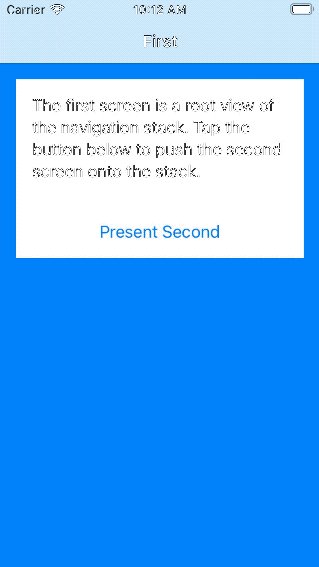 Carrier 10:12 AM
First
The first screen is a root view of
the navigation stack. Tap the
button below to push the second
screen onto the stack.
Present Second